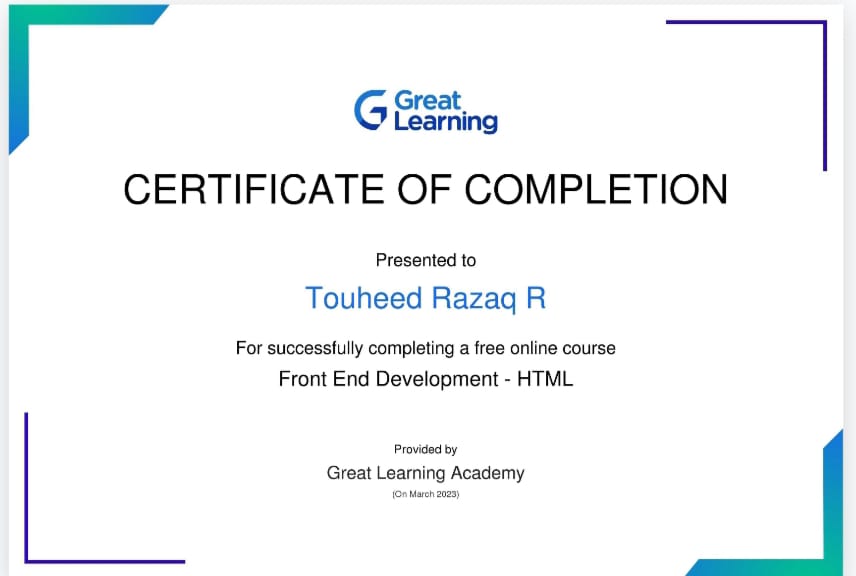 Great
Learning
CERTIFICATE OF COMPLETION
Presented to
Touheed Razaq R
For successfully completing a free online course
Front End Development - HTML
Provided by
Great Learning Academy
(On March 2023)